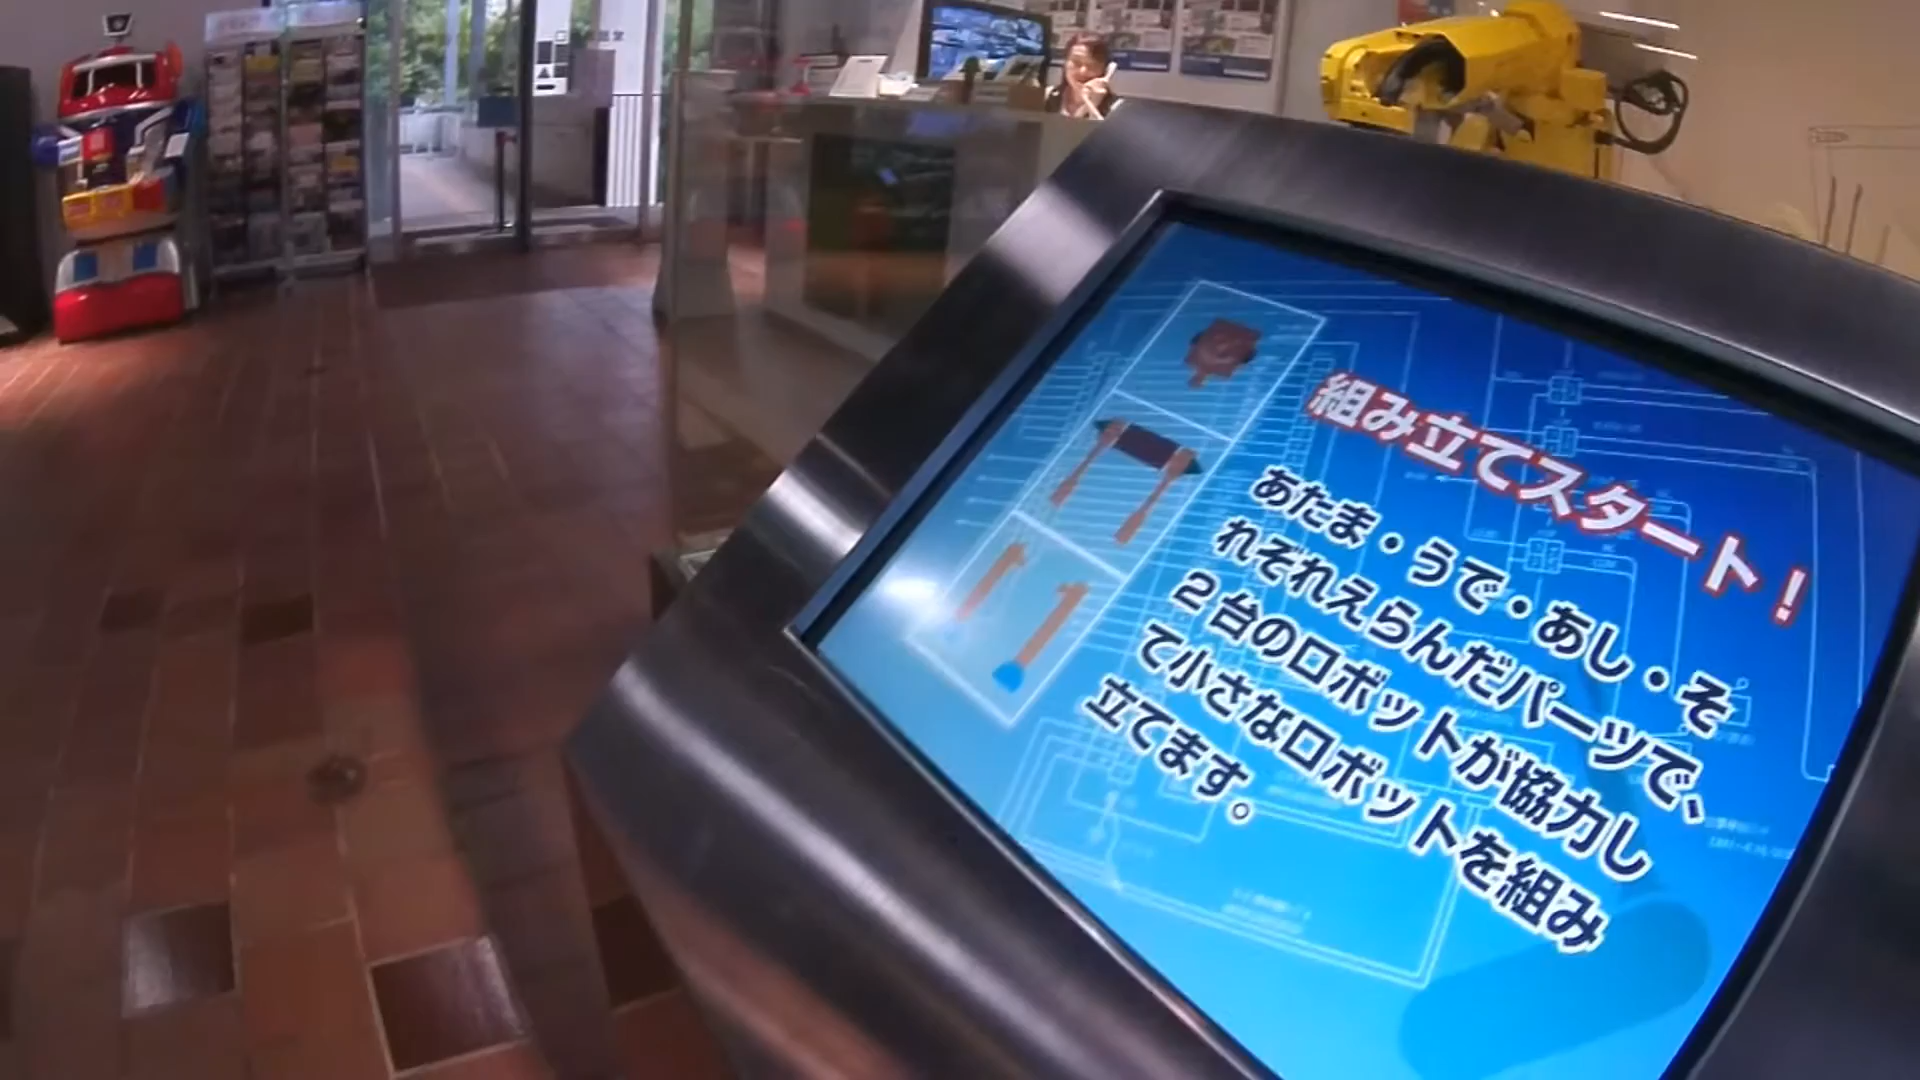 組み立てスタート！
あたま・うで・あし・そ
れぞれえらんだパーツで、
２台のロボットが協力し
て小さなロボットを組み
立てます。